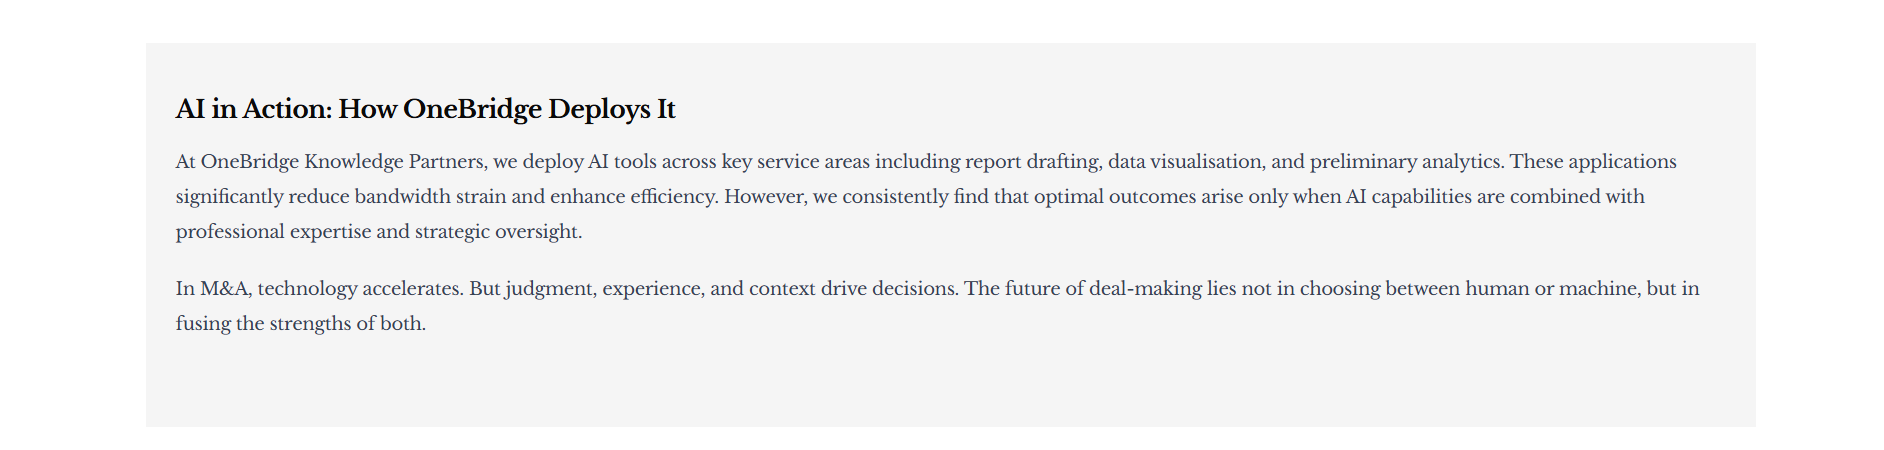 AI in Action: How OneBridge Deploys It
At OneBridge Knowledge Partners, we deploy AI tools across key service areas including report drafting, data visualisation, and preliminary analytics. These applications
significantly reduce bandwidth strain and enhance efficiency. However, we consistently find that optimal outcomes arise only when AI capabilities are combined with
professional expertise and strategic oversight.
In M&A, technology accelerates. But judgment, experience, and context drive decisions. The future of deal-making lies not in choosing between human or machine, but in
fusing the strengths of both.